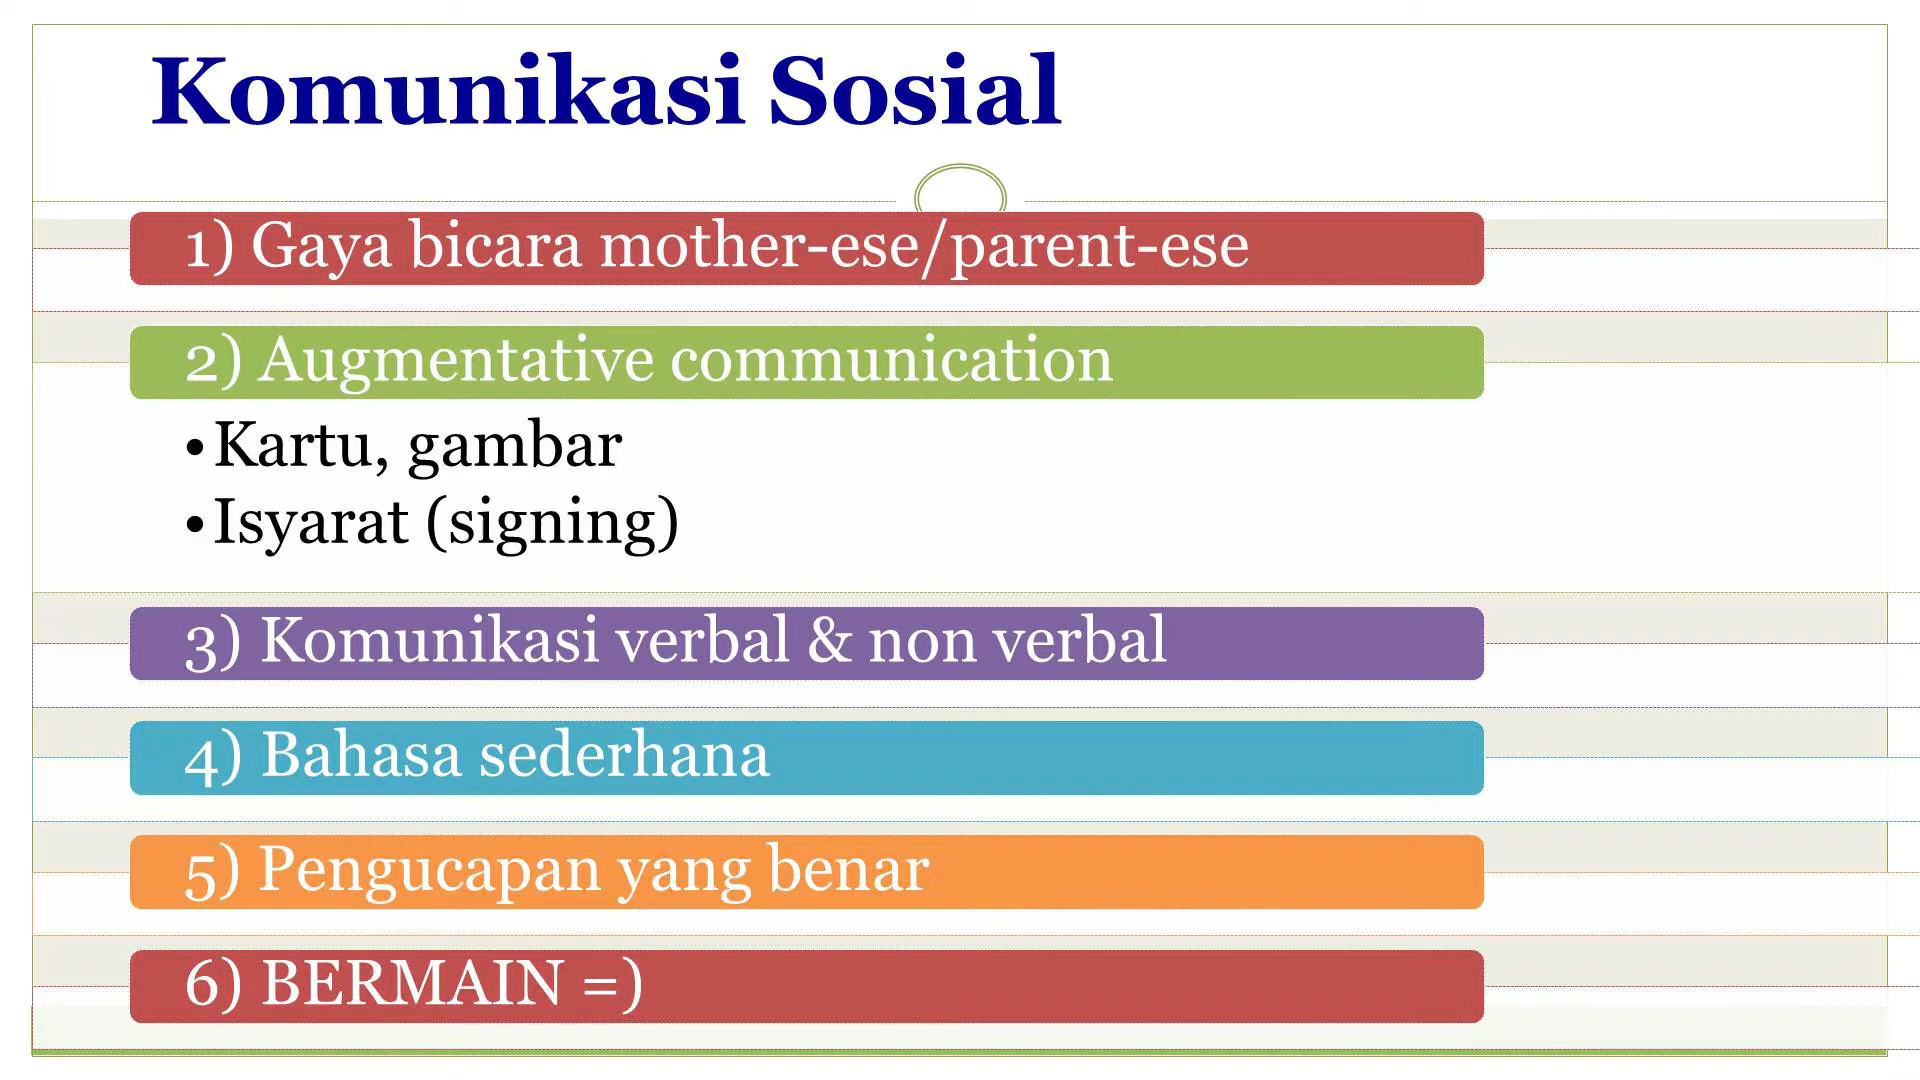 Komunikasi Sosial
1) Gaya bicara mother-ese/parent-ese
2) Augmentative communication
•Kartu, gambar
•Isyarat (signing)
3) Komunikasi verbal & non verbal
4) Bahasa sederhana
5) Pengucapan yang benar
6) BERMAIN =)